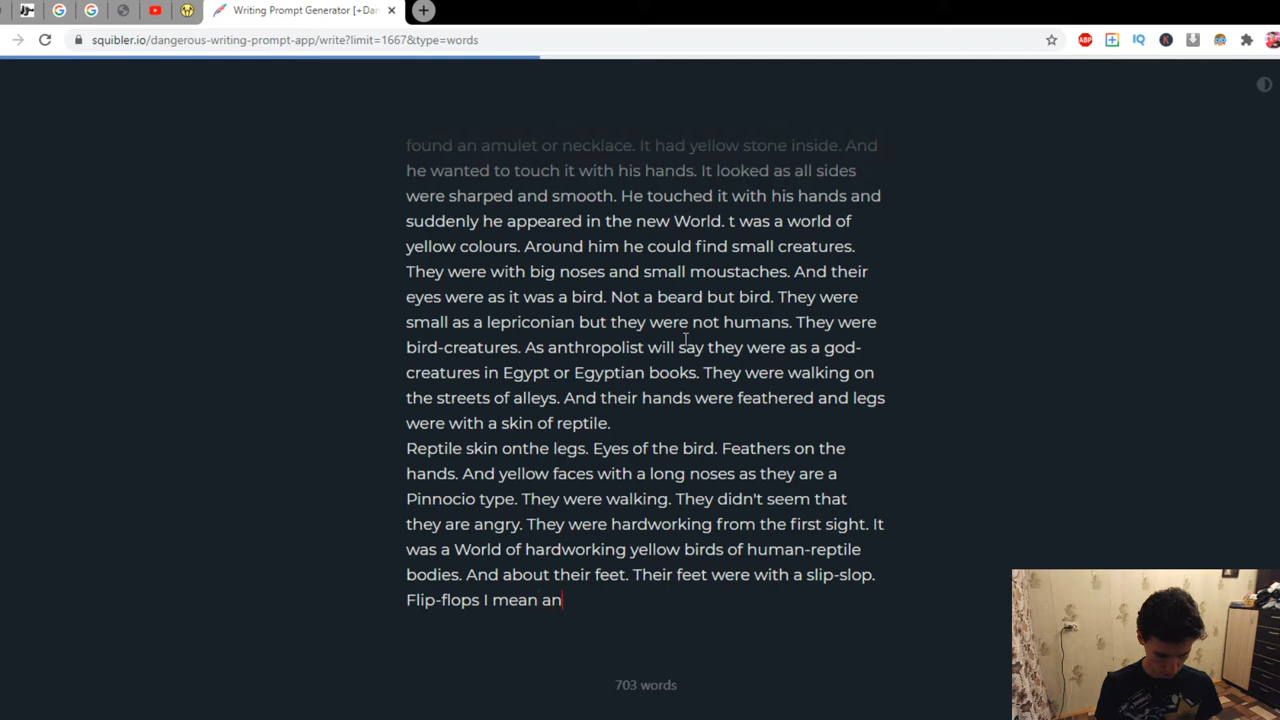 Writing Prompt Generator [+Dan
squibler.io/dangerous-writing-prompt-app/write?limit=1667&type=words
ABP
IQ
K
found an amulet or necklace. It had yellow stone inside. And
he wanted to touch it with his hands. It looked as all sides
were sharped and smooth. He touched it with his hands and
suddenly he appeared in the new World. t was a world of
yellow colours. Around him he could find small creatures.
They were with big noses and small moustaches. And their
eyes were as it was a bird. Not a beard but bird. They were
small as a lepriconian but they were not humans. They were
bird-creatures. As anthropolist will say they were as a god-
creatures in Egypt or Egyptian books. They were walking on
the streets of alleys. And their hands were feathered and legs
were with a skin of reptile.
Reptile skin onthe legs. Eyes of the bird. Feathers on the
hands. And yellow faces with a long noses as they are a
Pinnocio type. They were walking. They didn't seem that
they are angry. They were hardworking from the first sight. It
was a World of hardworking yellow birds of human-reptile
bodies. And about their feet. Their feet were with a slip-slop.
Flip-flops I mean an
703 words